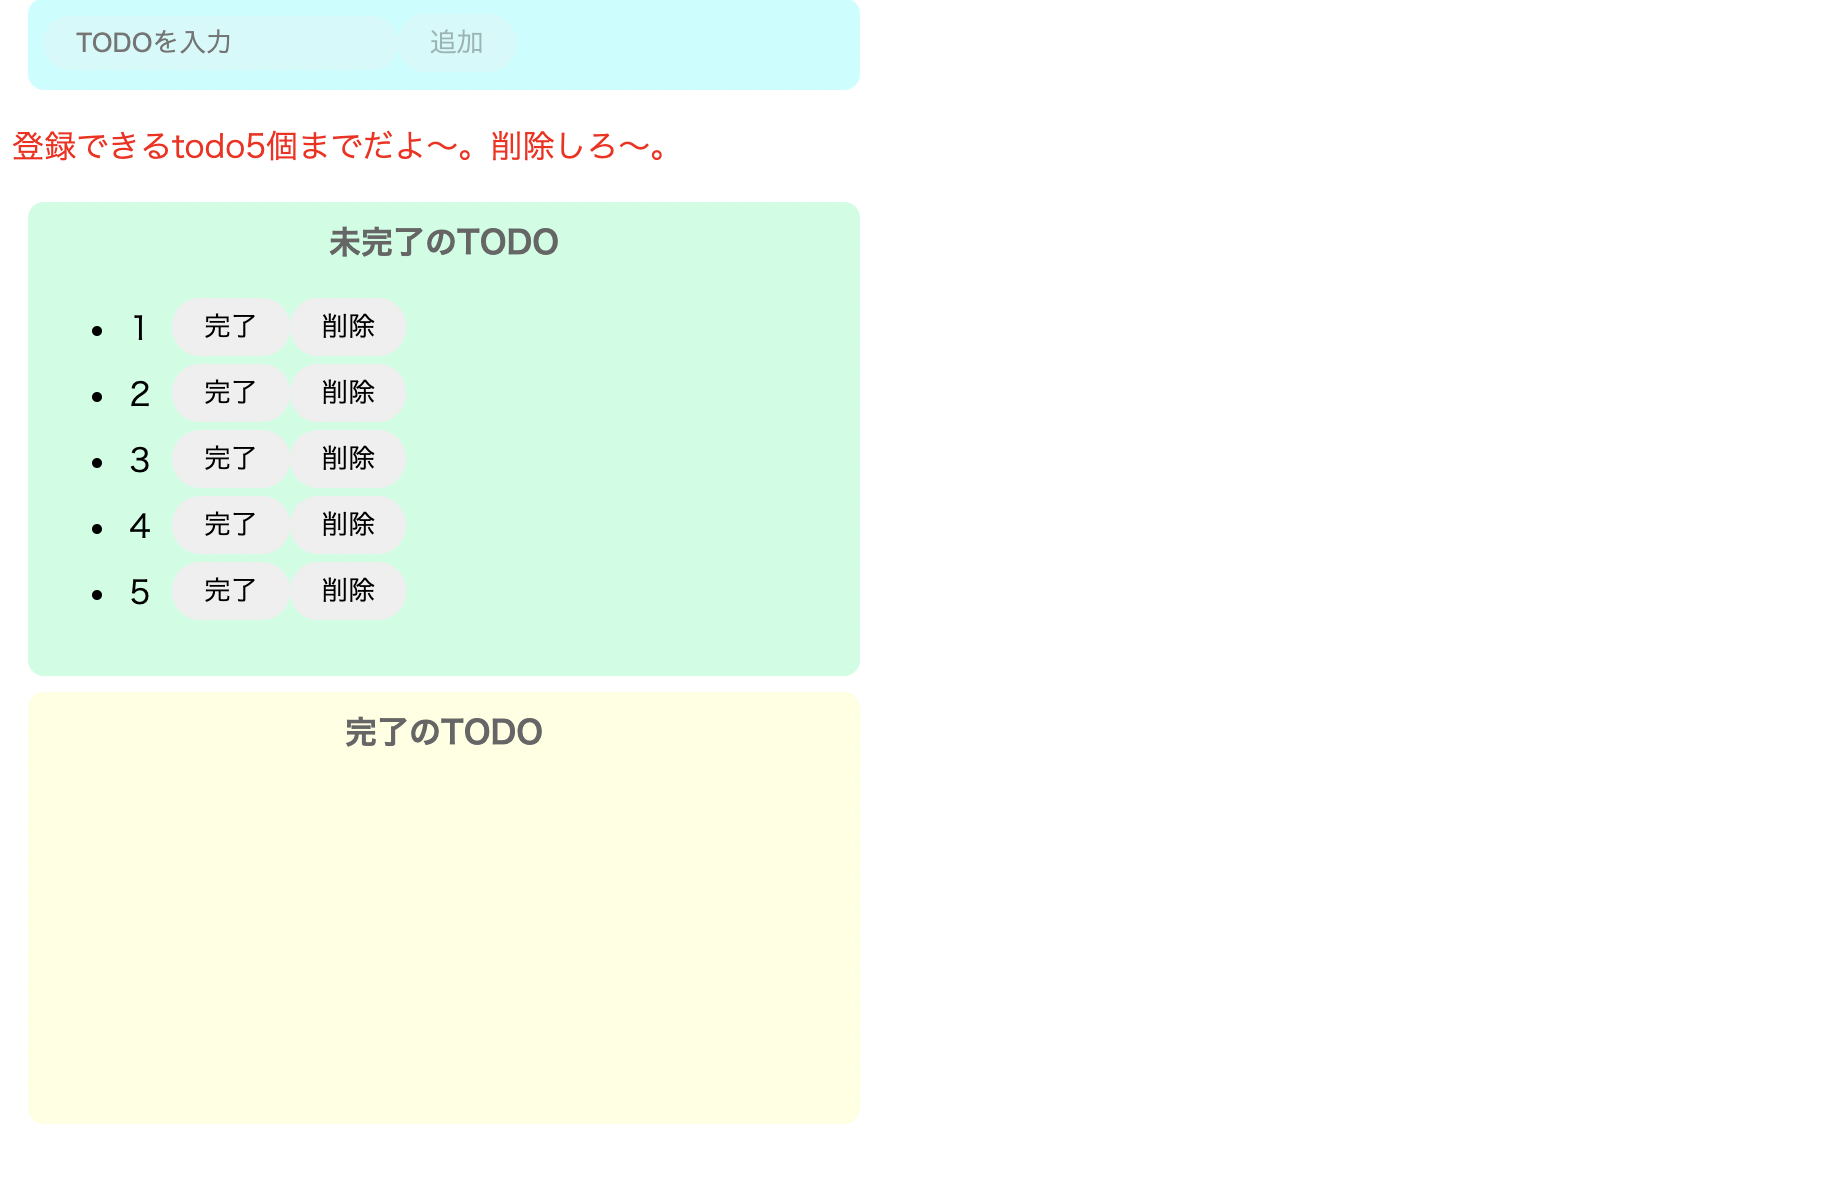 TODOを入力 追加
登録できるtodo5個までだよ〜。削除しろ〜。
未完了のTODO
1 完了 削除
2 完了 削除
3 完了 削除
4 完了 削除
5 完了 削除
完了のTODO